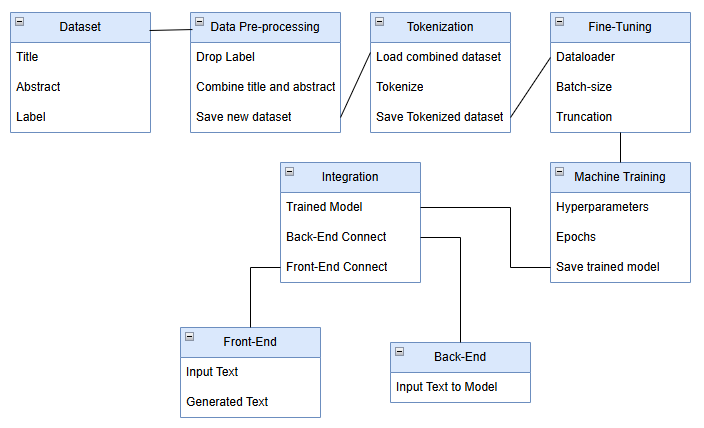 Dataset
Title
Abstract
Label
Data Pre-processing
Drop Label
Combine title and abstract
Save new dataset
Tokenization
Load combined dataset
Tokenize
Save Tokenized dataset
Fine-Tuning
Dataloader
Batch-size
Truncation
Integration
Trained Model
Back-End Connect
Front-End Connect
Machine Training
Hyperparameters
Epochs
Save trained model
Front-End
Input Text
Generated Text
Back-End
Input Text to Model